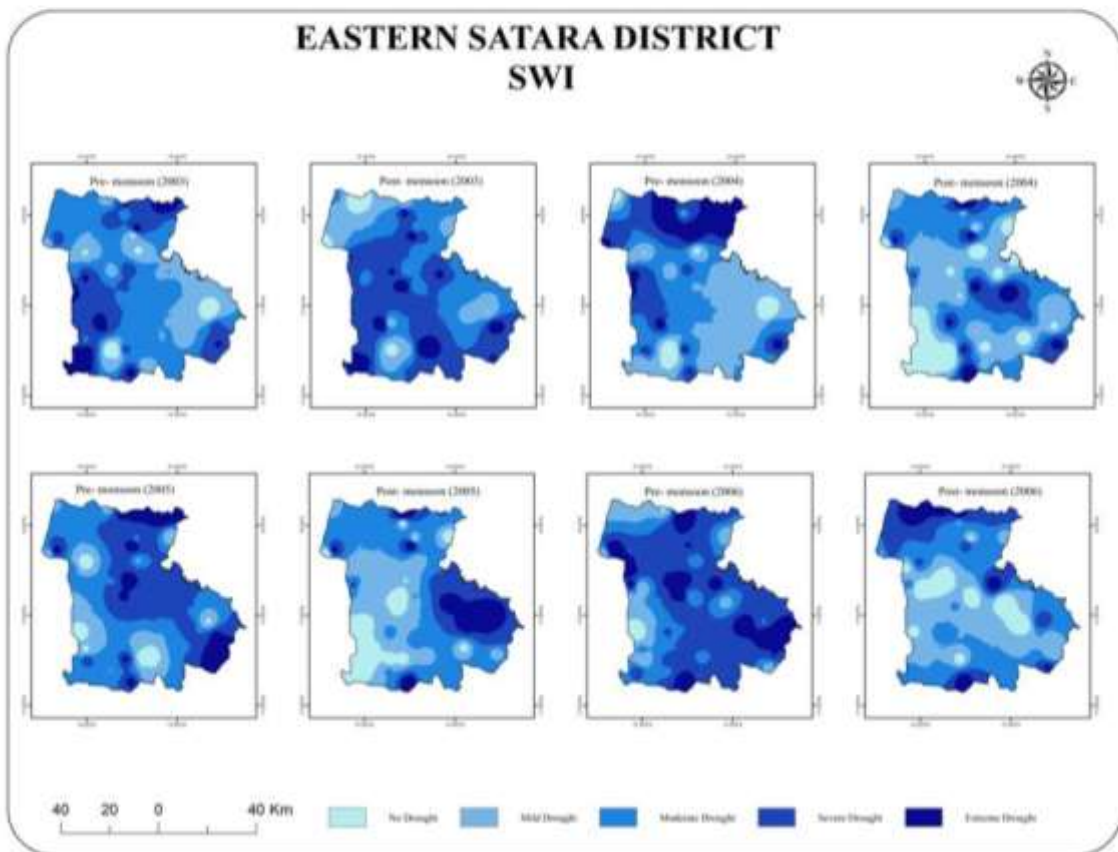 EASTERN SATARA DISTRICT
SWI
N
W E
S
Pre- monsoon (2003)
Post- monsoon (2003)
Pre- monsoon (2004)
Post- monsoon (2004)
Pre- monsoon (2005)
Post- monsoon (2005)
Pre- monsoon (2006)
Post- monsoon (2006)
40 20 0 40 Km
No Drought Mild Drought Moderate Drought Severe Drought Extreme Drought